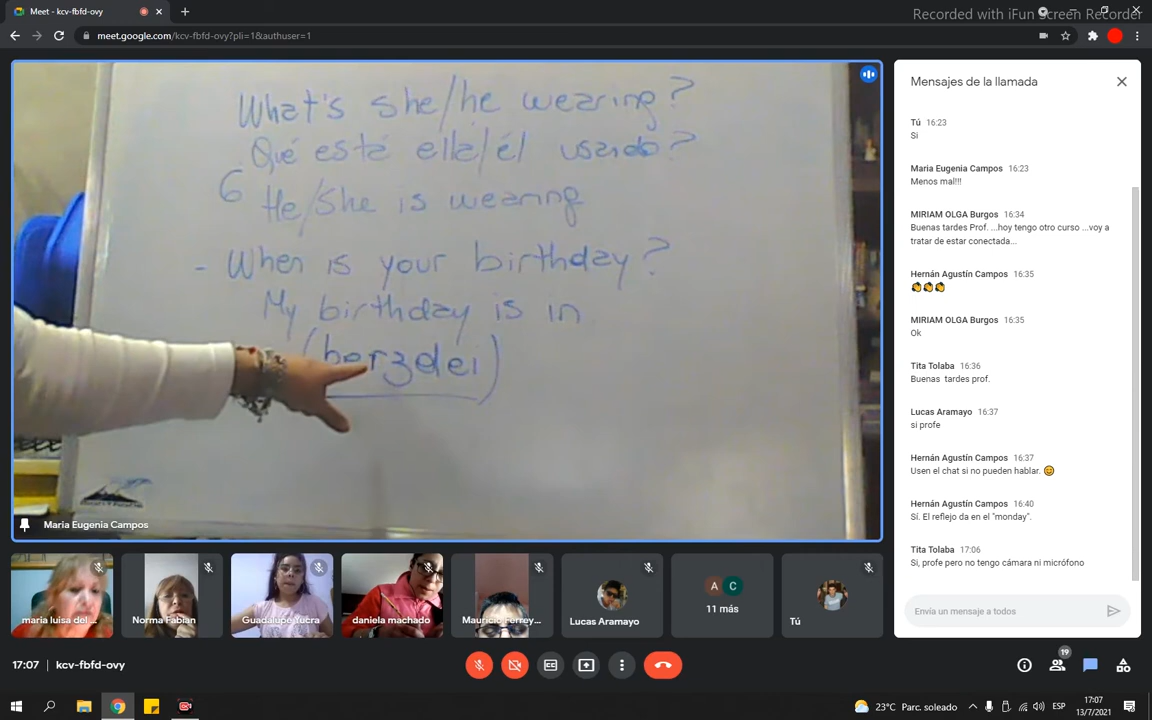 Meet - kcv-fbfd-ovy
Recorded with iFun Screen Recorder
meet.google.com/kcv-fbfd-ovy?pli=1&authuser=1
What's she/he wearing?
Qué está ella/él usando?
6 He/She is wearing
- When is your birthday?
My birthday is in
(berzdei)
Maria Eugenia Campos
maria luisa del ...
Norma Fabian
Guadalupe Yucra
daniela machado
Mauricio Ferrey...
Lucas Aramayo
A C
11 más
Tú
Mensajes de la llamada
Tú 16:23
Si
Maria Eugenia Campos 16:23
Menos mal!!!
MIRIAM OLGA Burgos 16:34
Buenas tardes Prof. ...hoy tengo otro curso ...voy a
tratar de estar conectada...
Hernán Agustín Campos 16:35
MIRIAM OLGA Burgos 16:35
Ok
Tita Tolaba 16:36
Buenas tardes prof.
Lucas Aramayo 16:37
si profe
Hernán Agustín Campos 16:37
Usen el chat si no pueden hablar.
Hernán Agustín Campos 16:40
Sí. El reflejo da en el "monday".
Tita Tolaba 17:06
Si, profe pero no tengo cámara ni micrófono
Envía un mensaje a todos
17:07 kcv-fbfd-ovy
19
23°C Parc. soleado
ESP
17:07
13/7/2021